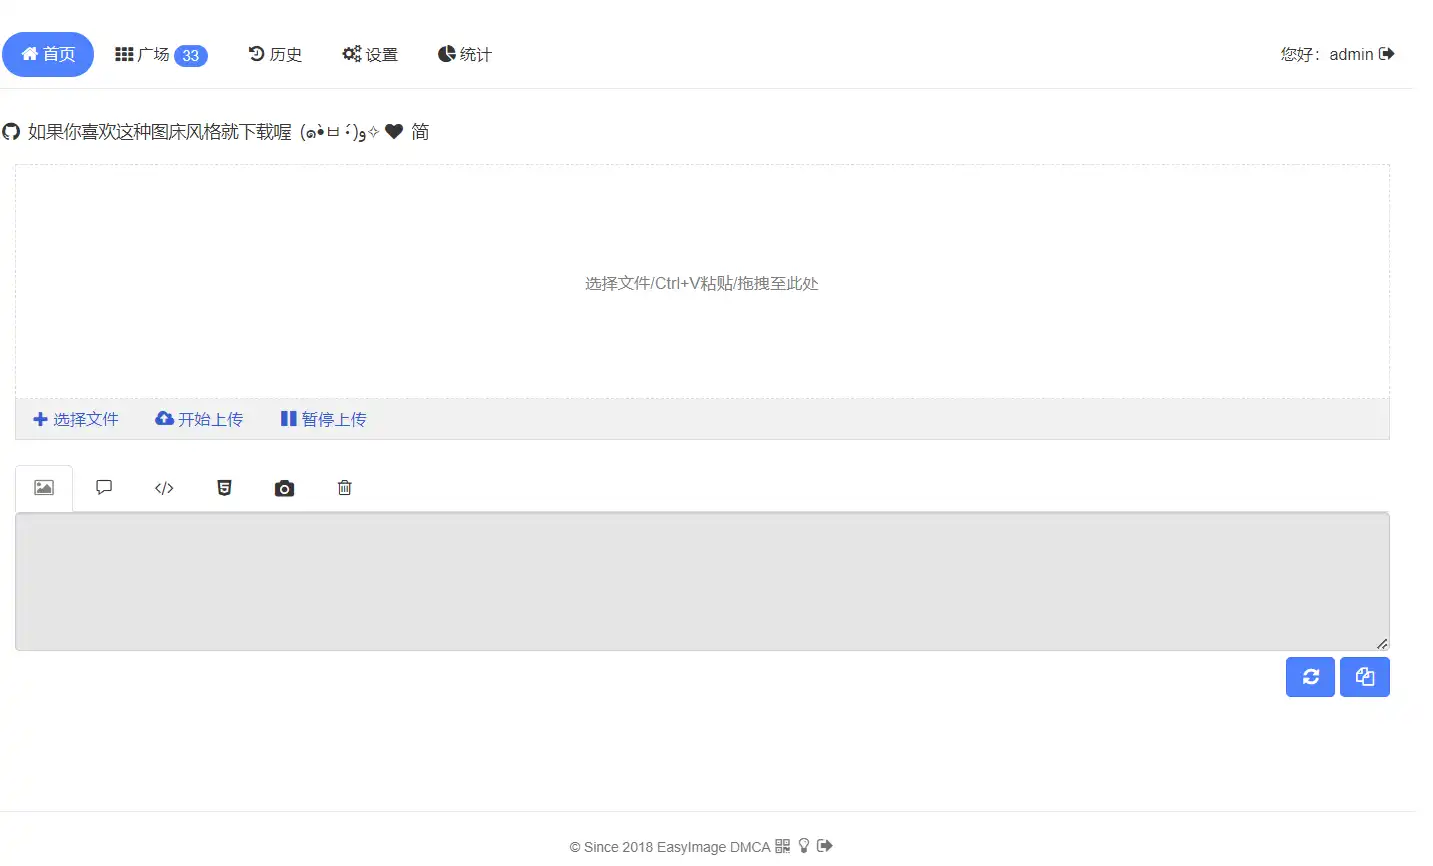 首页 广场 33 历史 设置 统计 您好：admin
如果你喜欢这种图床风格就下载喔 (๑•̀ㅂ•́)و✧ 简
选择文件/Ctrl+V粘贴/拖拽至此处
选择文件 开始上传 暂停上传
© Since 2018 EasyImage DMCA